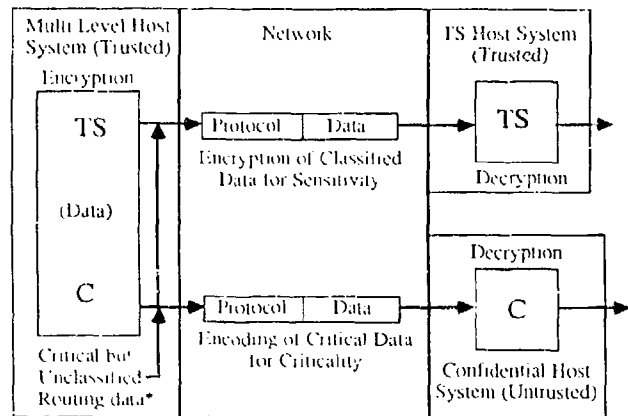 Multi Level Host
System (Trusted)
Encryption
TS
(Data)
C
Critical but
Unclassified
Routing data*
Network
Protocol
Data
Encryption of Classified
Data for Sensitivity
Protocol
Data
Encoding of Critical Data
for Criticality
TS Host System
(Trusted)
TS
Decryption
Decryption
C
Confidential Host
System (Untrusted)